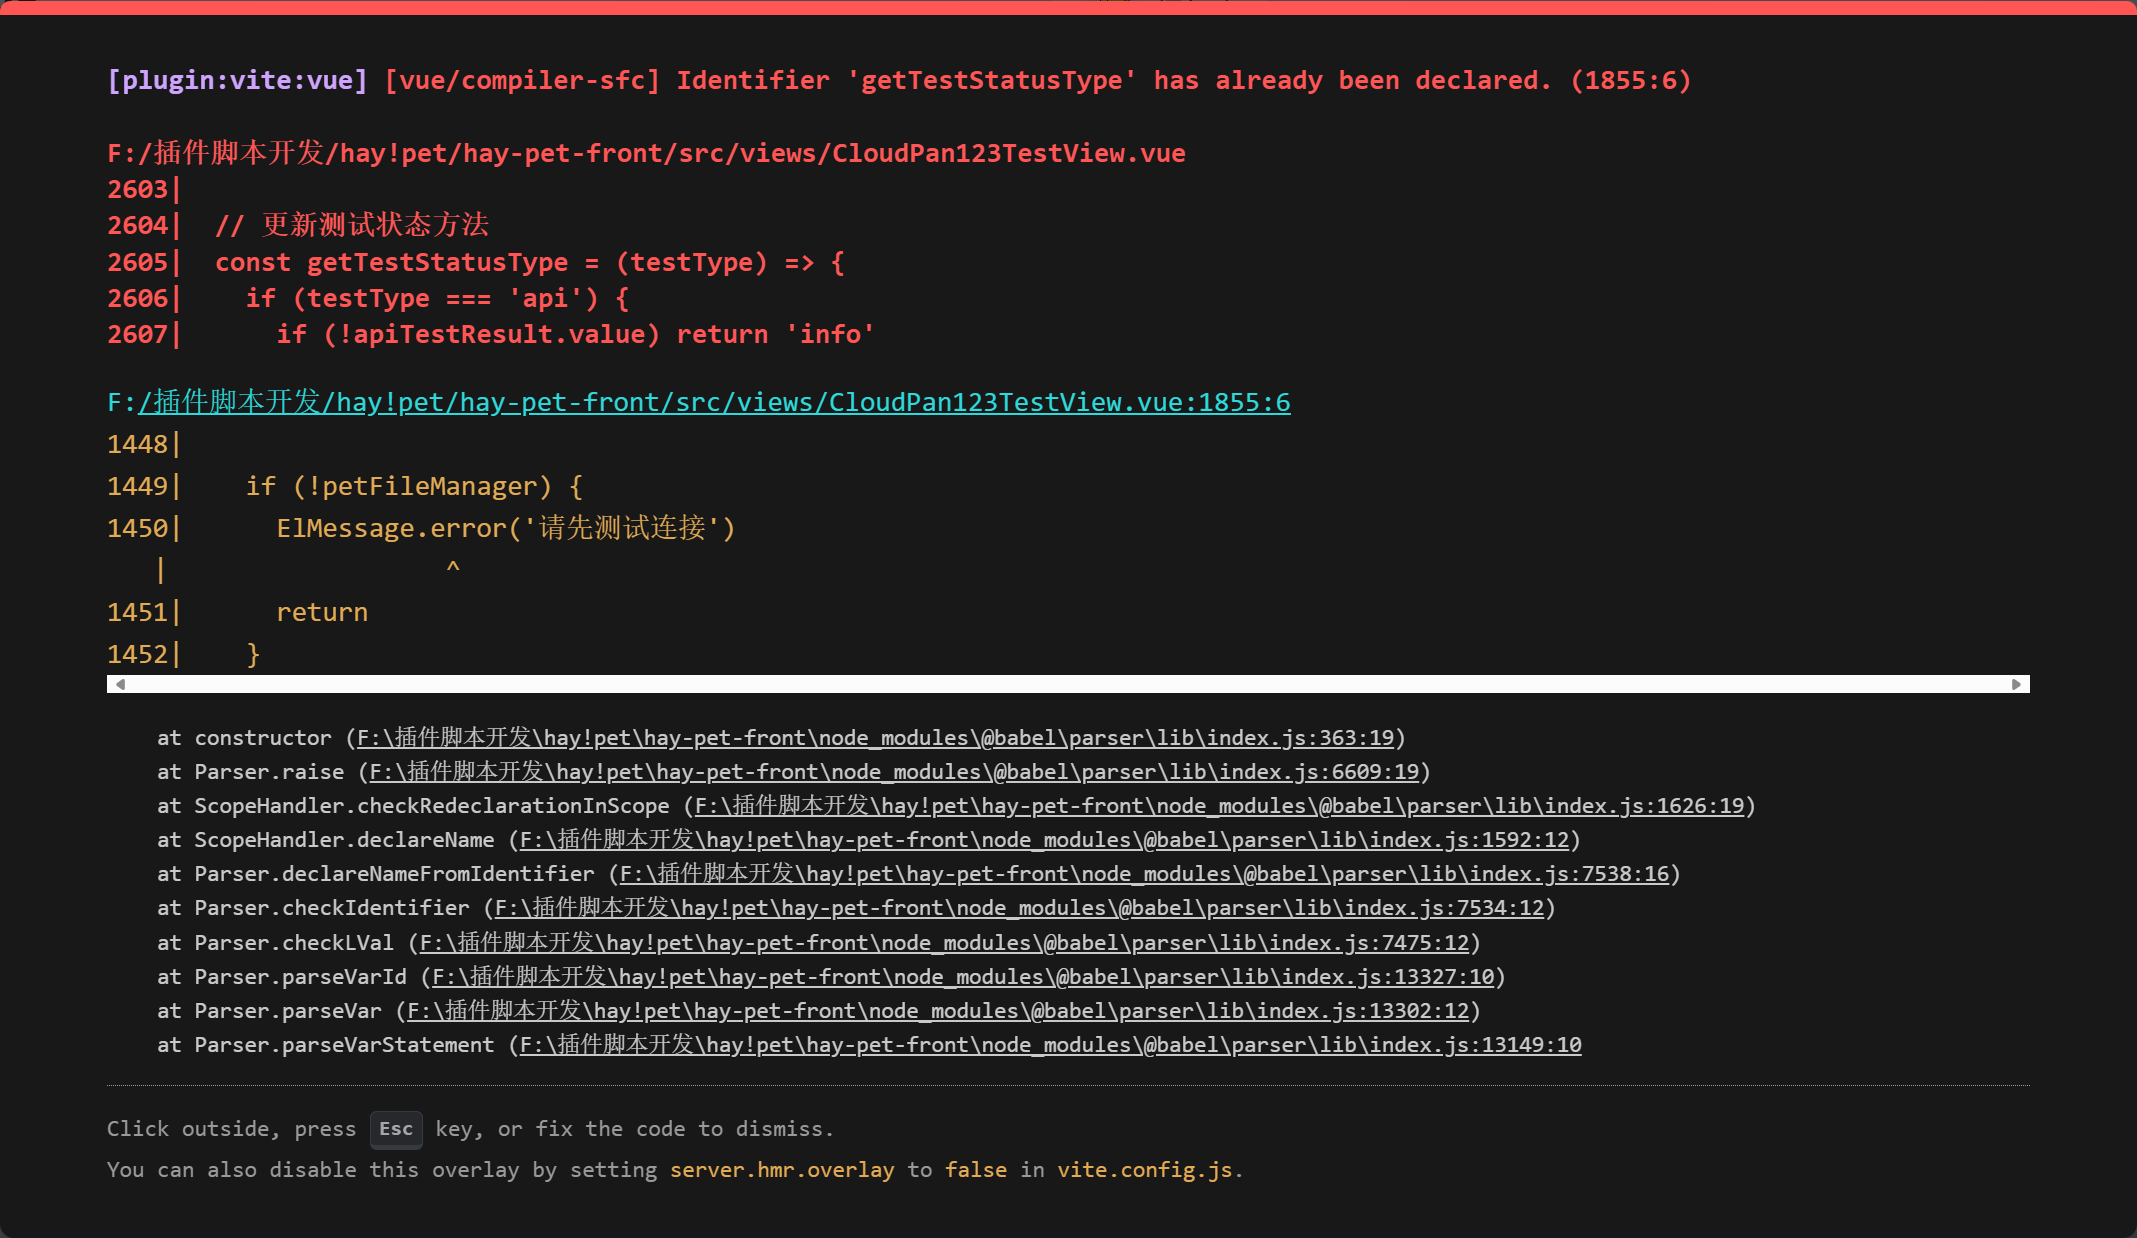 [plugin:vite:vue] [vue/compiler-sfc] Identifier 'getTestStatusType' has already been declared. (1855:6)
F:/插件脚本开发/hay!pet/hay-pet-front/src/views/CloudPan123TestView.vue
2603|
2604|  // 更新测试状态方法
2605|  const getTestStatusType = (testType) => {
2606|    if (testType === 'api') {
2607|      if (!apiTestResult.value) return 'info'
F:/插件脚本开发/hay!pet/hay-pet-front/src/views/CloudPan123TestView.vue:1855:6
1448|
1449|    if (!petFileManager) {
1450|      ElMessage.error('请先测试连接')
   |                  ^
1451|      return
1452|    }
at constructor (F:\插件脚本开发\hay!pet\hay-pet-front\node_modules\@babel\parser\lib\index.js:363:19)
at Parser.raise (F:\插件脚本开发\hay!pet\hay-pet-front\node_modules\@babel\parser\lib\index.js:6609:19)
at ScopeHandler.checkRedeclarationInScope (F:\插件脚本开发\hay!pet\hay-pet-front\node_modules\@babel\parser\lib\index.js:1626:19)
at ScopeHandler.declareName (F:\插件脚本开发\hay!pet\hay-pet-front\node_modules\@babel\parser\lib\index.js:1592:12)
at Parser.declareNameFromIdentifier (F:\插件脚本开发\hay!pet\hay-pet-front\node_modules\@babel\parser\lib\index.js:7538:16)
at Parser.checkIdentifier (F:\插件脚本开发\hay!pet\hay-pet-front\node_modules\@babel\parser\lib\index.js:7534:12)
at Parser.checkLVal (F:\插件脚本开发\hay!pet\hay-pet-front\node_modules\@babel\parser\lib\index.js:7475:12)
at Parser.parseVarId (F:\插件脚本开发\hay!pet\hay-pet-front\node_modules\@babel\parser\lib\index.js:13327:10)
at Parser.parseVar (F:\插件脚本开发\hay!pet\hay-pet-front\node_modules\@babel\parser\lib\index.js:13302:12)
at Parser.parseVarStatement (F:\插件脚本开发\hay!pet\hay-pet-front\node_modules\@babel\parser\lib\index.js:13149:10
Click outside, press Esc key, or fix the code to dismiss.
You can also disable this overlay by setting server.hmr.overlay to false in vite.config.js.